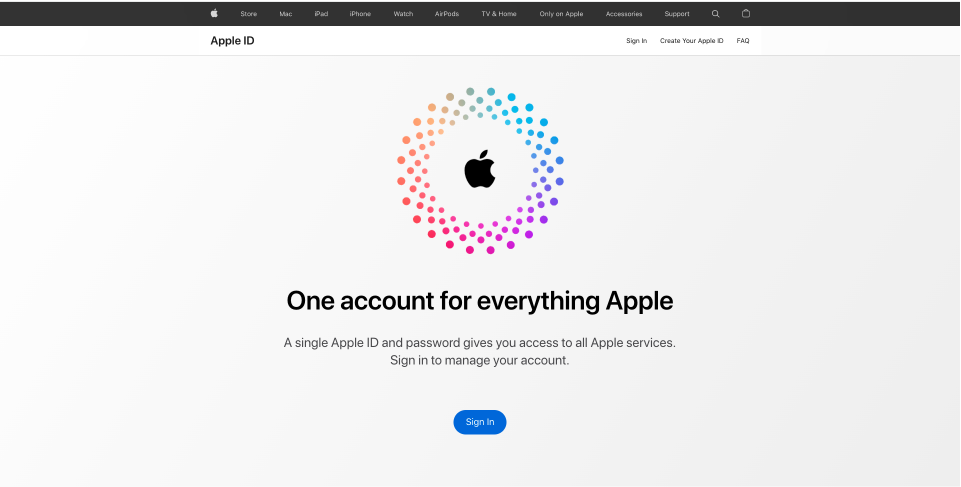 Store Mac iPad iPhone Watch AirPods TV & Home Only on Apple Accessories Support
Apple ID Sign In Create Your Apple ID FAQ
One account for everything Apple
A single Apple ID and password gives you access to all Apple services.
Sign in to manage your account.
Sign In